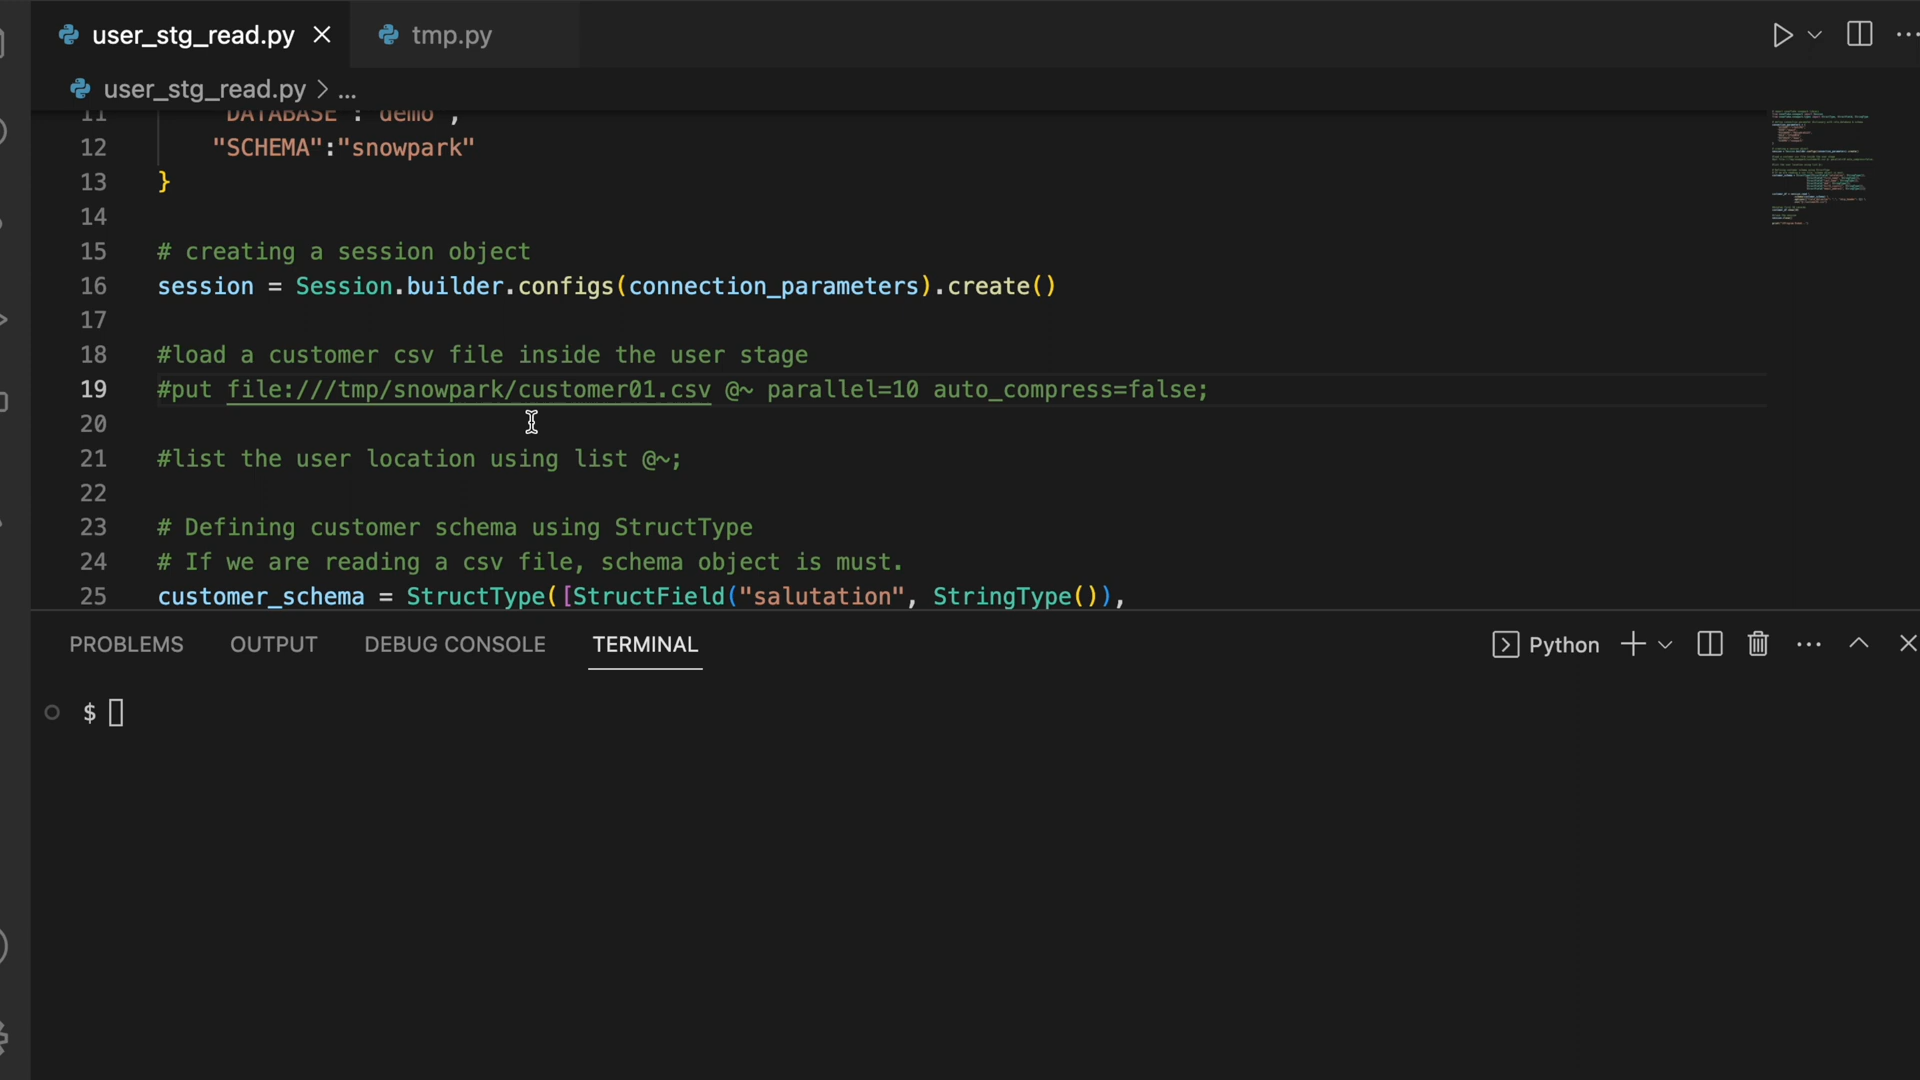 user_stg_read.py
tmp.py
user_stg_read.py > ...
11 "DATABASE":"demo",
12 "SCHEMA":"snowpark"
13 }
14
15 # creating a session object
16 session = Session.builder.configs(connection_parameters).create()
17
18 #load a customer csv file inside the user stage
19 #put file:///tmp/snowpark/customer01.csv @~ parallel=10 auto_compress=false;
20
21 #list the user location using list @~;
22
23 # Defining customer schema using StructType
24 # If we are reading a csv file, schema object is must.
25 customer_schema = StructType([StructField("salutation", StringType()),
PROBLEMS OUTPUT DEBUG CONSOLE TERMINAL Python
$